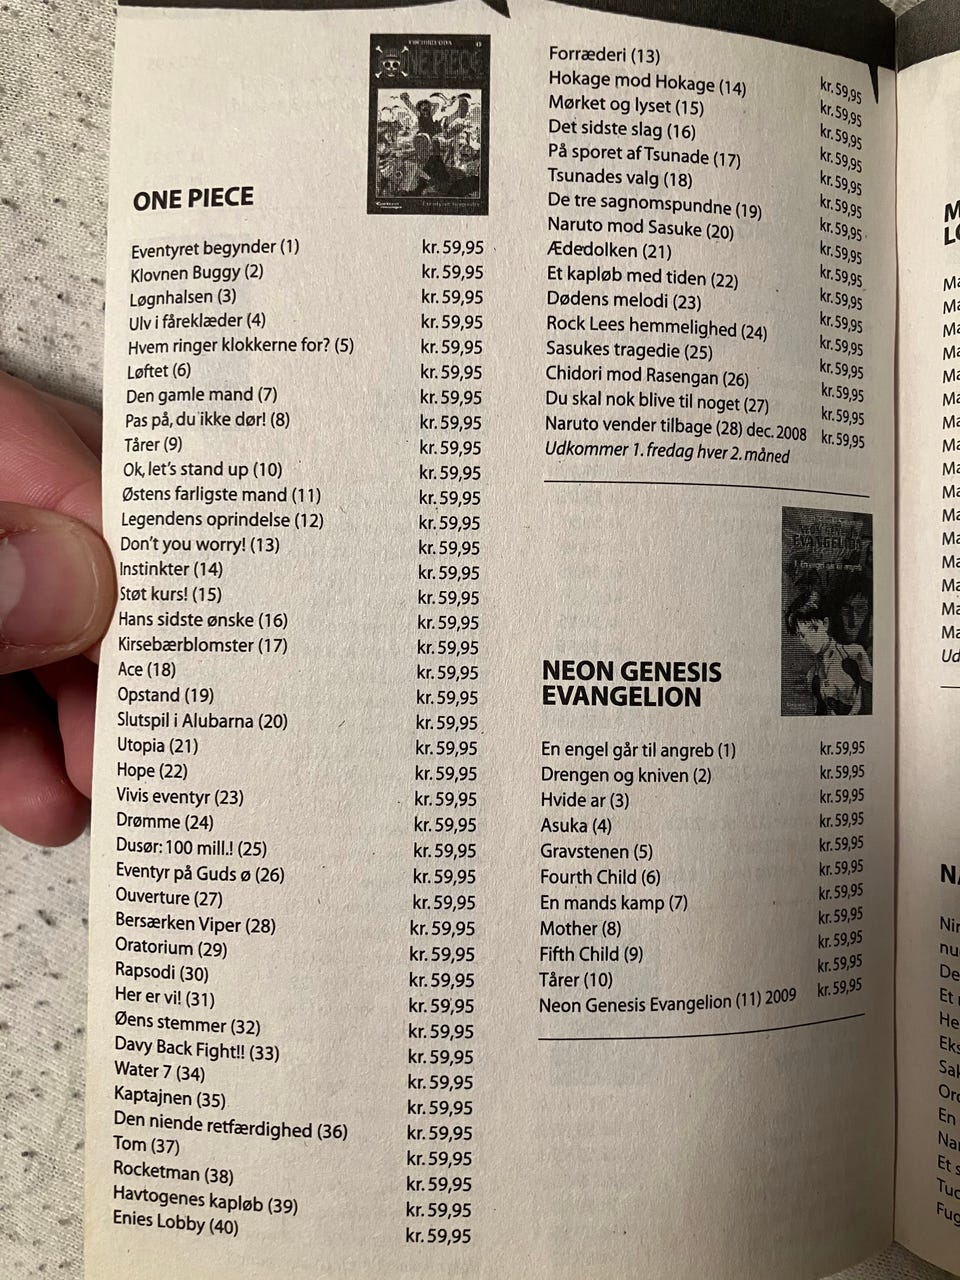 ONE PIECE
ONE PIECE
Eventyret begynder (1) kr. 59,95
Klovnen Buggy (2) kr. 59,95
Løgnhalsen (3) kr. 59,95
Ulv i fåreklæder (4) kr. 59,95
Hvem ringer klokkerne for? (5) kr. 59,95
Løftet (6) kr. 59,95
Den gamle mand (7) kr. 59,95
Pas på, du ikke dør! (8) kr. 59,95
Tårer (9) kr. 59,95
Ok, let's stand up (10) kr. 59,95
Østens farligste mand (11) kr. 59,95
Legendens oprindelse (12) kr. 59,95
Don't you worry! (13) kr. 59,95
Instinkter (14) kr. 59,95
Støt kurs! (15) kr. 59,95
Hans sidste ønske (16) kr. 59,95
Kirsebærblomster (17) kr. 59,95
Ace (18) kr. 59,95
Opstand (19) kr. 59,95
Slutspil i Alubarna (20) kr. 59,95
Utopia (21) kr. 59,95
Hope (22) kr. 59,95
Vivis eventyr (23) kr. 59,95
Drømme (24) kr. 59,95
Dusør: 100 mill.! (25) kr. 59,95
Eventyr på Guds ø (26) kr. 59,95
Ouverture (27) kr. 59,95
Bersærken Viper (28) kr. 59,95
Oratorium (29) kr. 59,95
Rapsodi (30) kr. 59,95
Her er vi! (31) kr. 59,95
Øens stemmer (32) kr. 59,95
Davy Back Fight!! (33) kr. 59,95
Water 7 (34) kr. 59,95
Kaptajnen (35) kr. 59,95
Den niende retfærdighed (36) kr. 59,95
Tom (37) kr. 59,95
Rocketman (38) kr. 59,95
Havtogenes kapløb (39) kr. 59,95
Enies Lobby (40) kr. 59,95
Forræderi (13) kr. 59,95
Hokage mod Hokage (14) kr. 59,95
Mørket og lyset (15) kr. 59,95
Det sidste slag (16) kr. 59,95
På sporet af Tsunade (17) kr. 59,95
Tsunades valg (18) kr. 59,95
De tre sagnomspundne (19) kr. 59,95
Naruto mod Sasuke (20) kr. 59,95
Ædedolken (21) kr. 59,95
Et kapløb med tiden (22) kr. 59,95
Dødens melodi (23) kr. 59,95
Rock Lees hemmelighed (24) kr. 59,95
Sasukes tragedie (25) kr. 59,95
Chidori mod Rasengan (26) kr. 59,95
Du skal nok blive til noget (27) kr. 59,95
Naruto vender tilbage (28) dec. 2008
Udkommer 1. fredag hver 2. måned
NEON GENESIS
EVANGELION
NEON GENESIS
EVANGELION
En engel går til angreb (1) kr. 59,95
Drengen og kniven (2) kr. 59,95
Hvide ar (3) kr. 59,95
Asuka (4) kr. 59,95
Gravstenen (5) kr. 59,95
Fourth Child (6) kr. 59,95
En mands kamp (7) kr. 59,95
Mother (8) kr. 59,95
Fifth Child (9) kr. 59,95
Tårer (10) kr. 59,95
Neon Genesis Evangelion (11) 2009